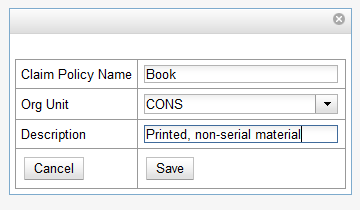 Claim Policy Name Book
Org Unit CONS
Description Printed, non-serial material
Cancel Save